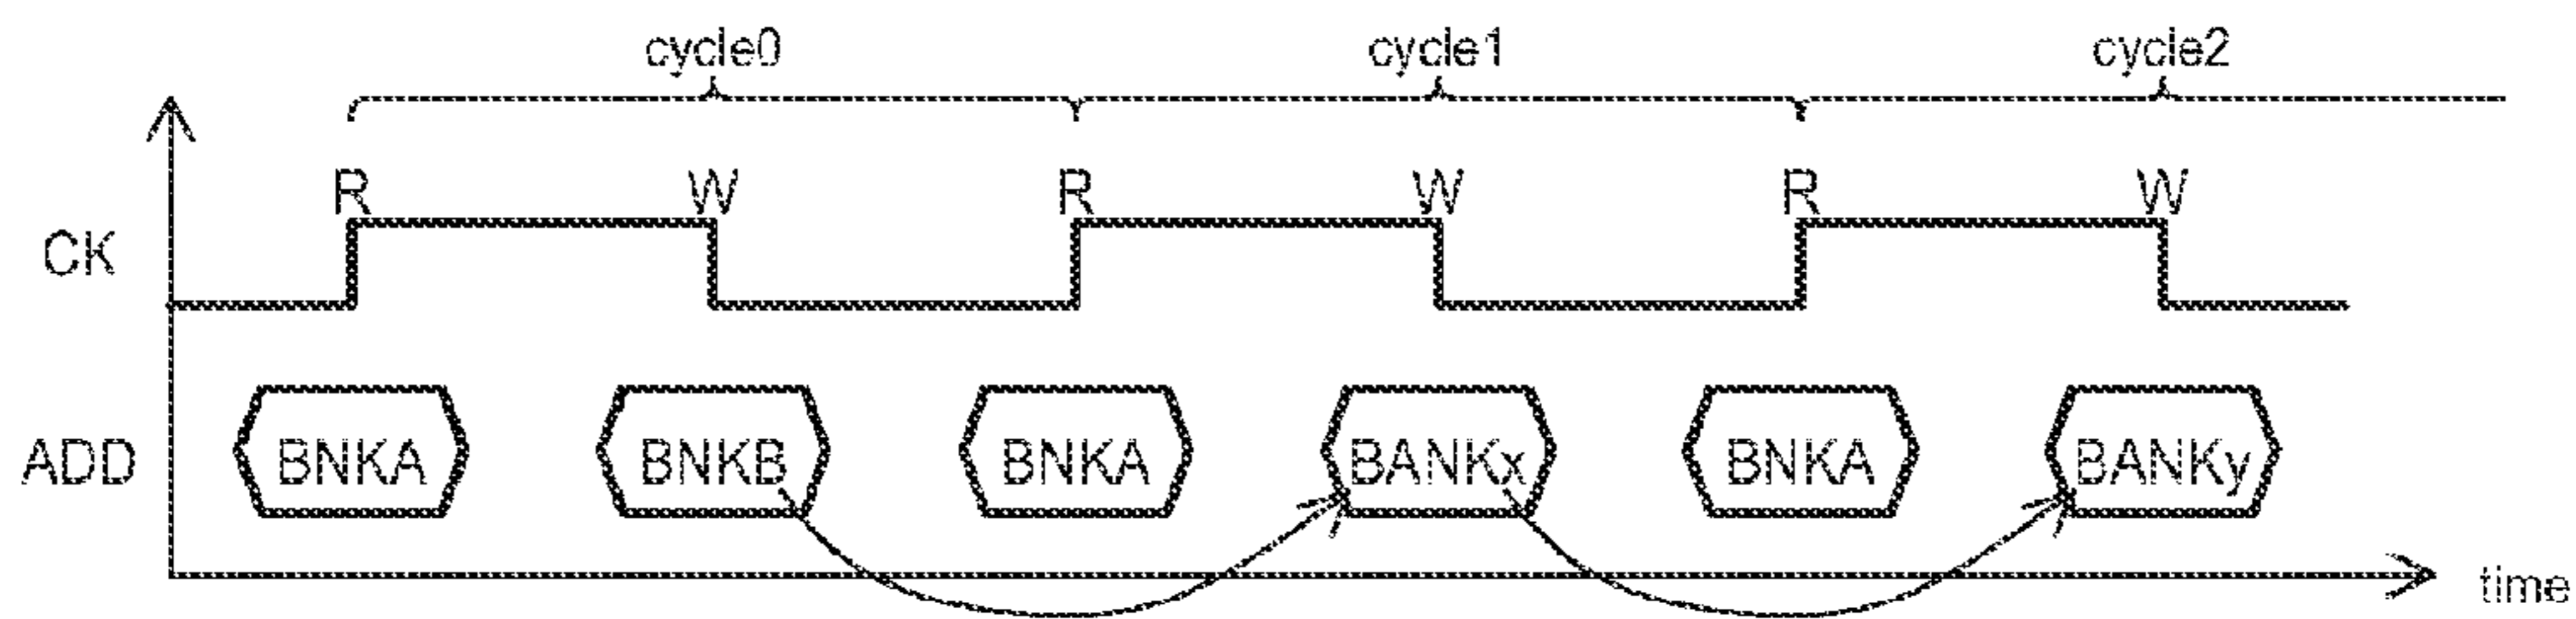 cycle0 cycle1 cycle2
R W R W R W
CK
ADD BNKA BNKB BNKA BANKx BNKA BANKy
time